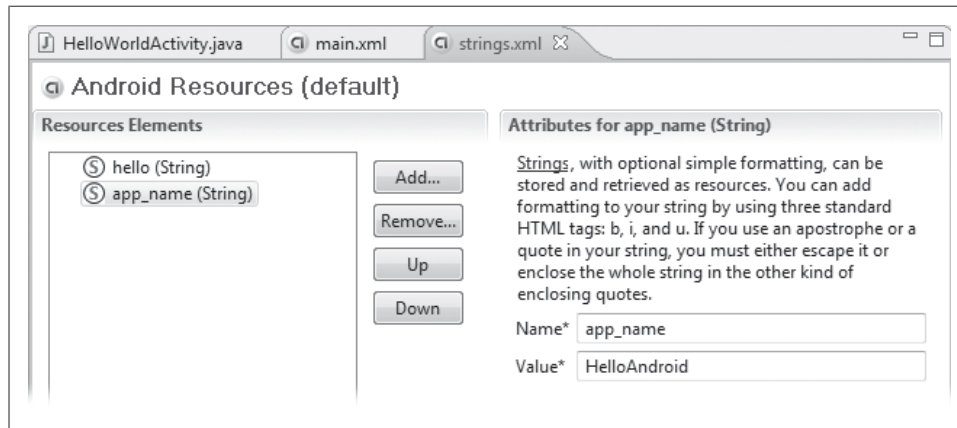 HelloWorldActivity.java main.xml strings.xml
Android Resources (default)
Resources Elements
S hello (String)
S app_name (String)
Add...
Remove...
Up
Down
Attributes for app_name (String)
Strings, with optional simple formatting, can be
stored and retrieved as resources. You can add
formatting to your string by using three standard
HTML tags: b, i, and u. If you use an apostrophe or a
quote in your string, you must either escape it or
enclose the whole string in the other kind of
enclosing quotes.
Name* app_name
Value* HelloAndroid